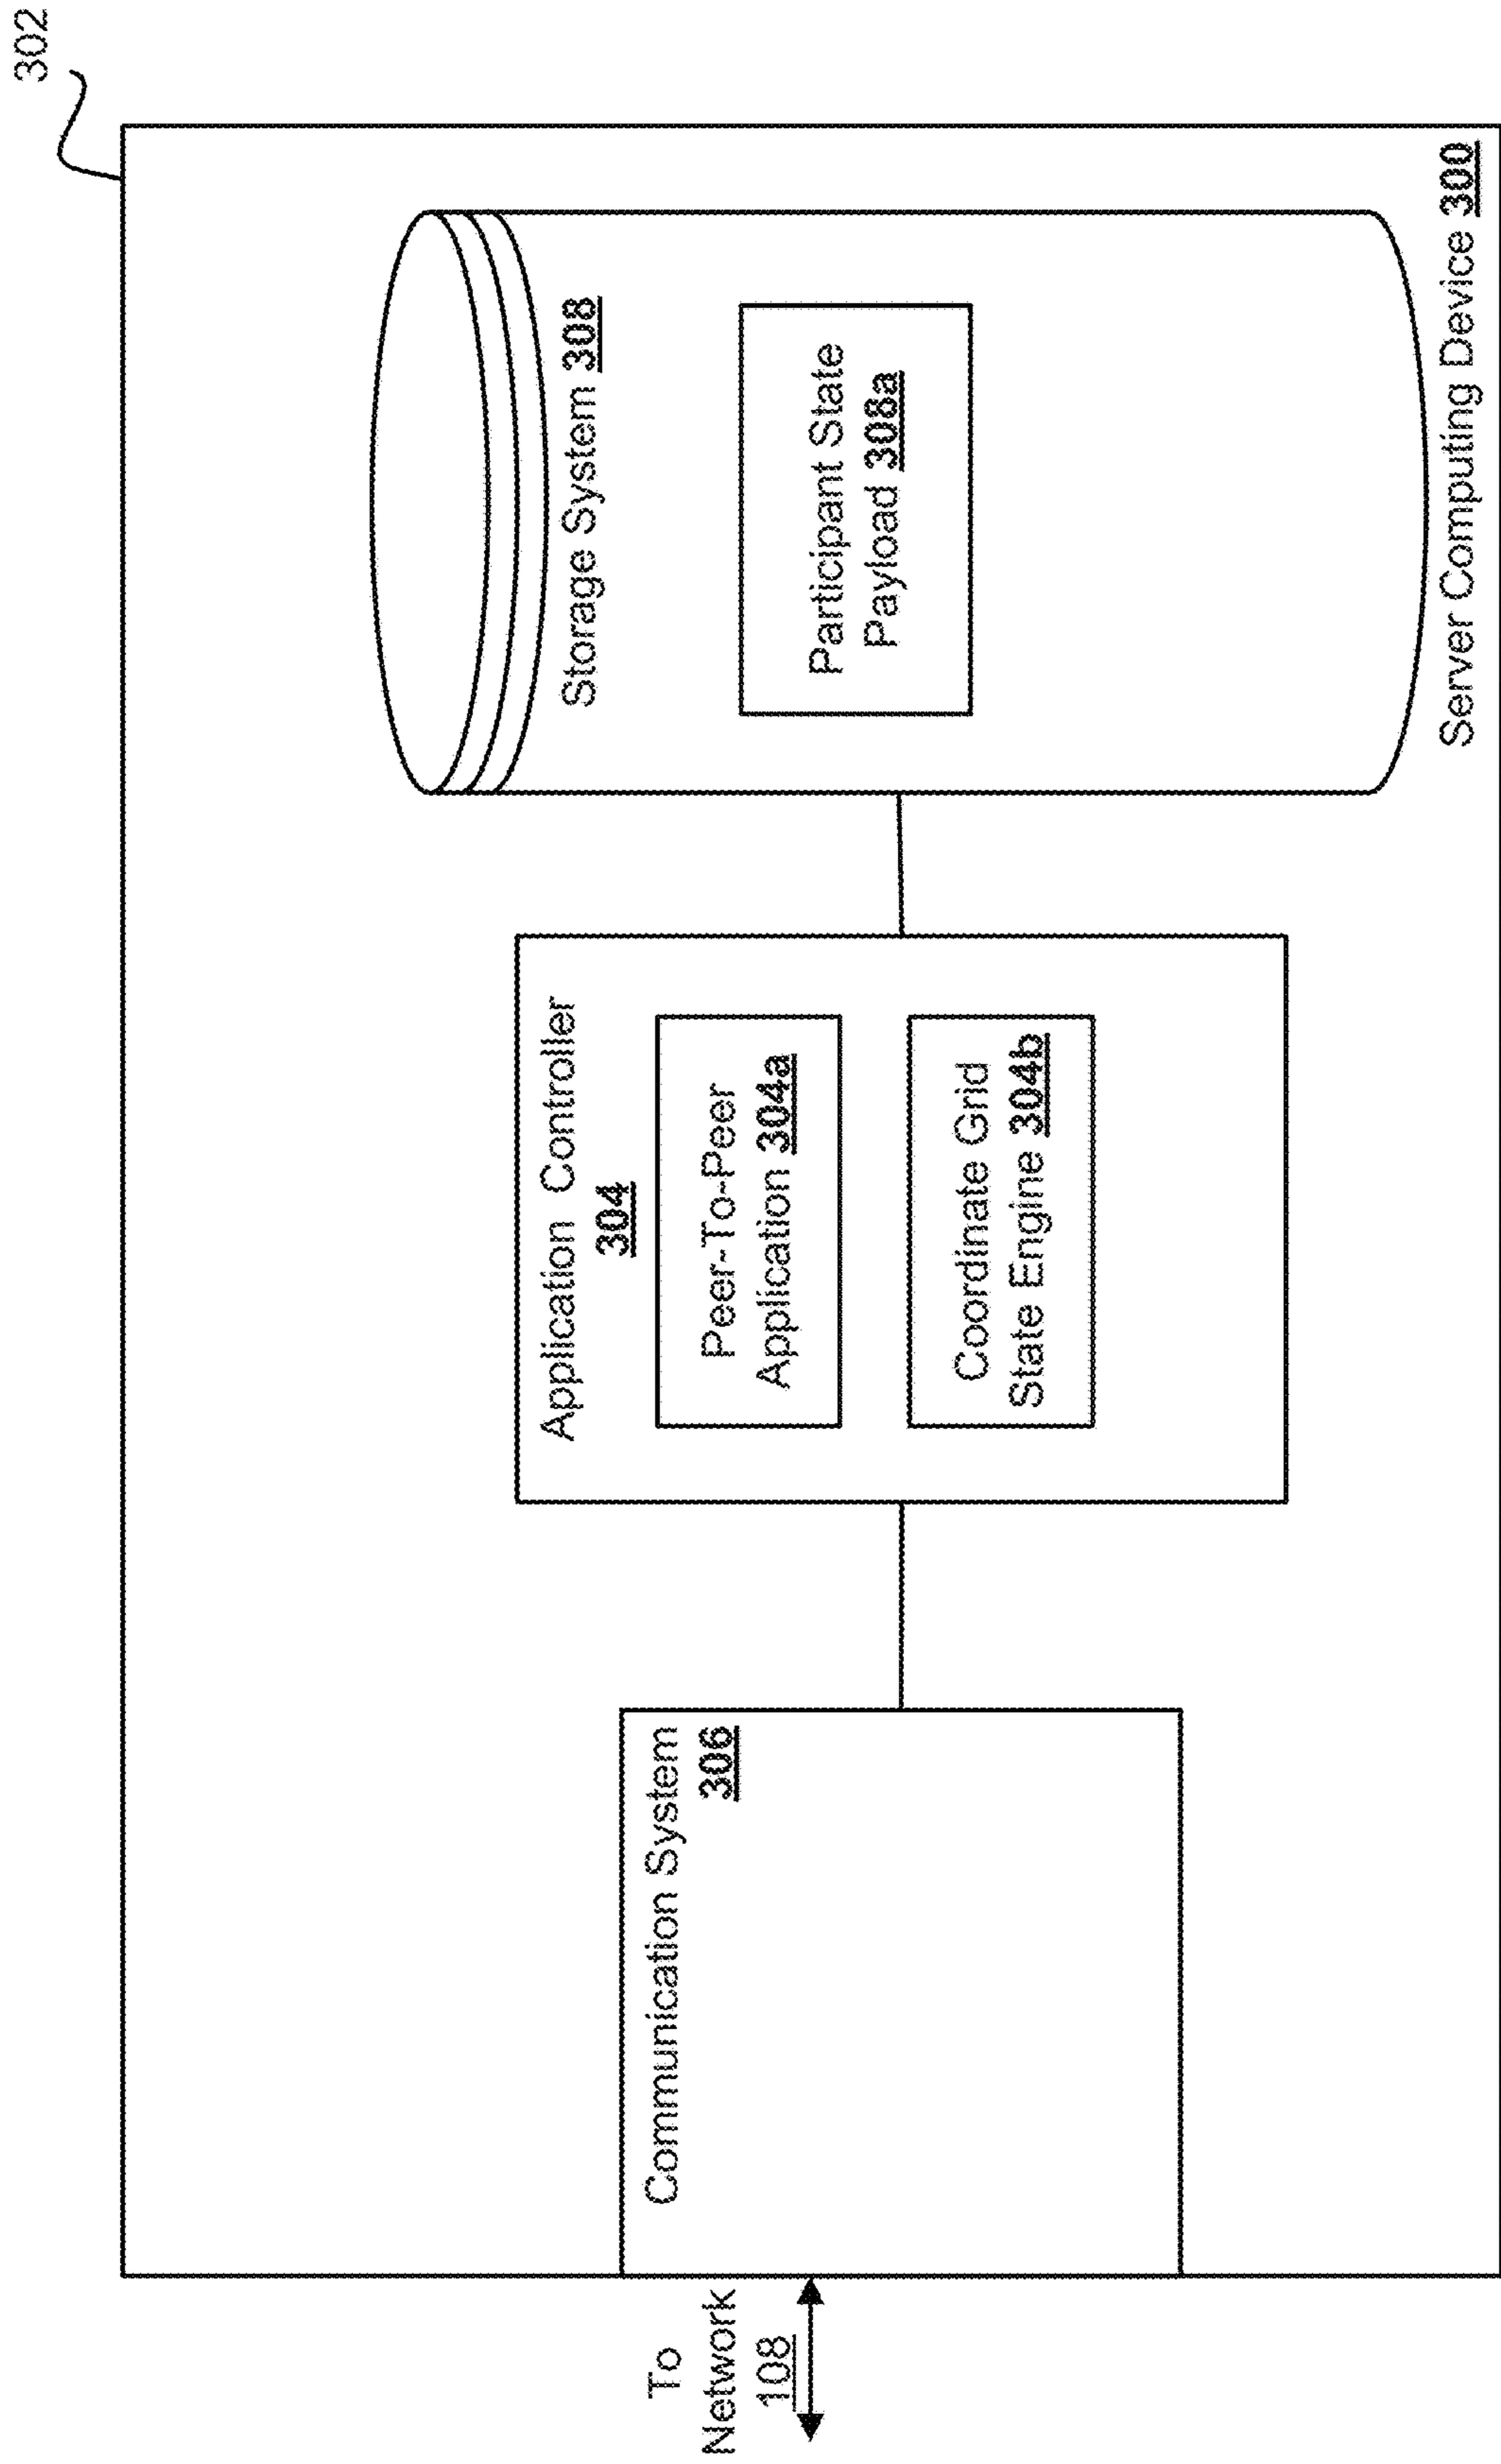 302
To
Network
108
Communication System
306
Application Controller
304
Peer-To-Peer
Application 304a
Coordinate Grid
State Engine 304b
Storage System 308
Participant State
Payload 308a
Server Computing Device 300